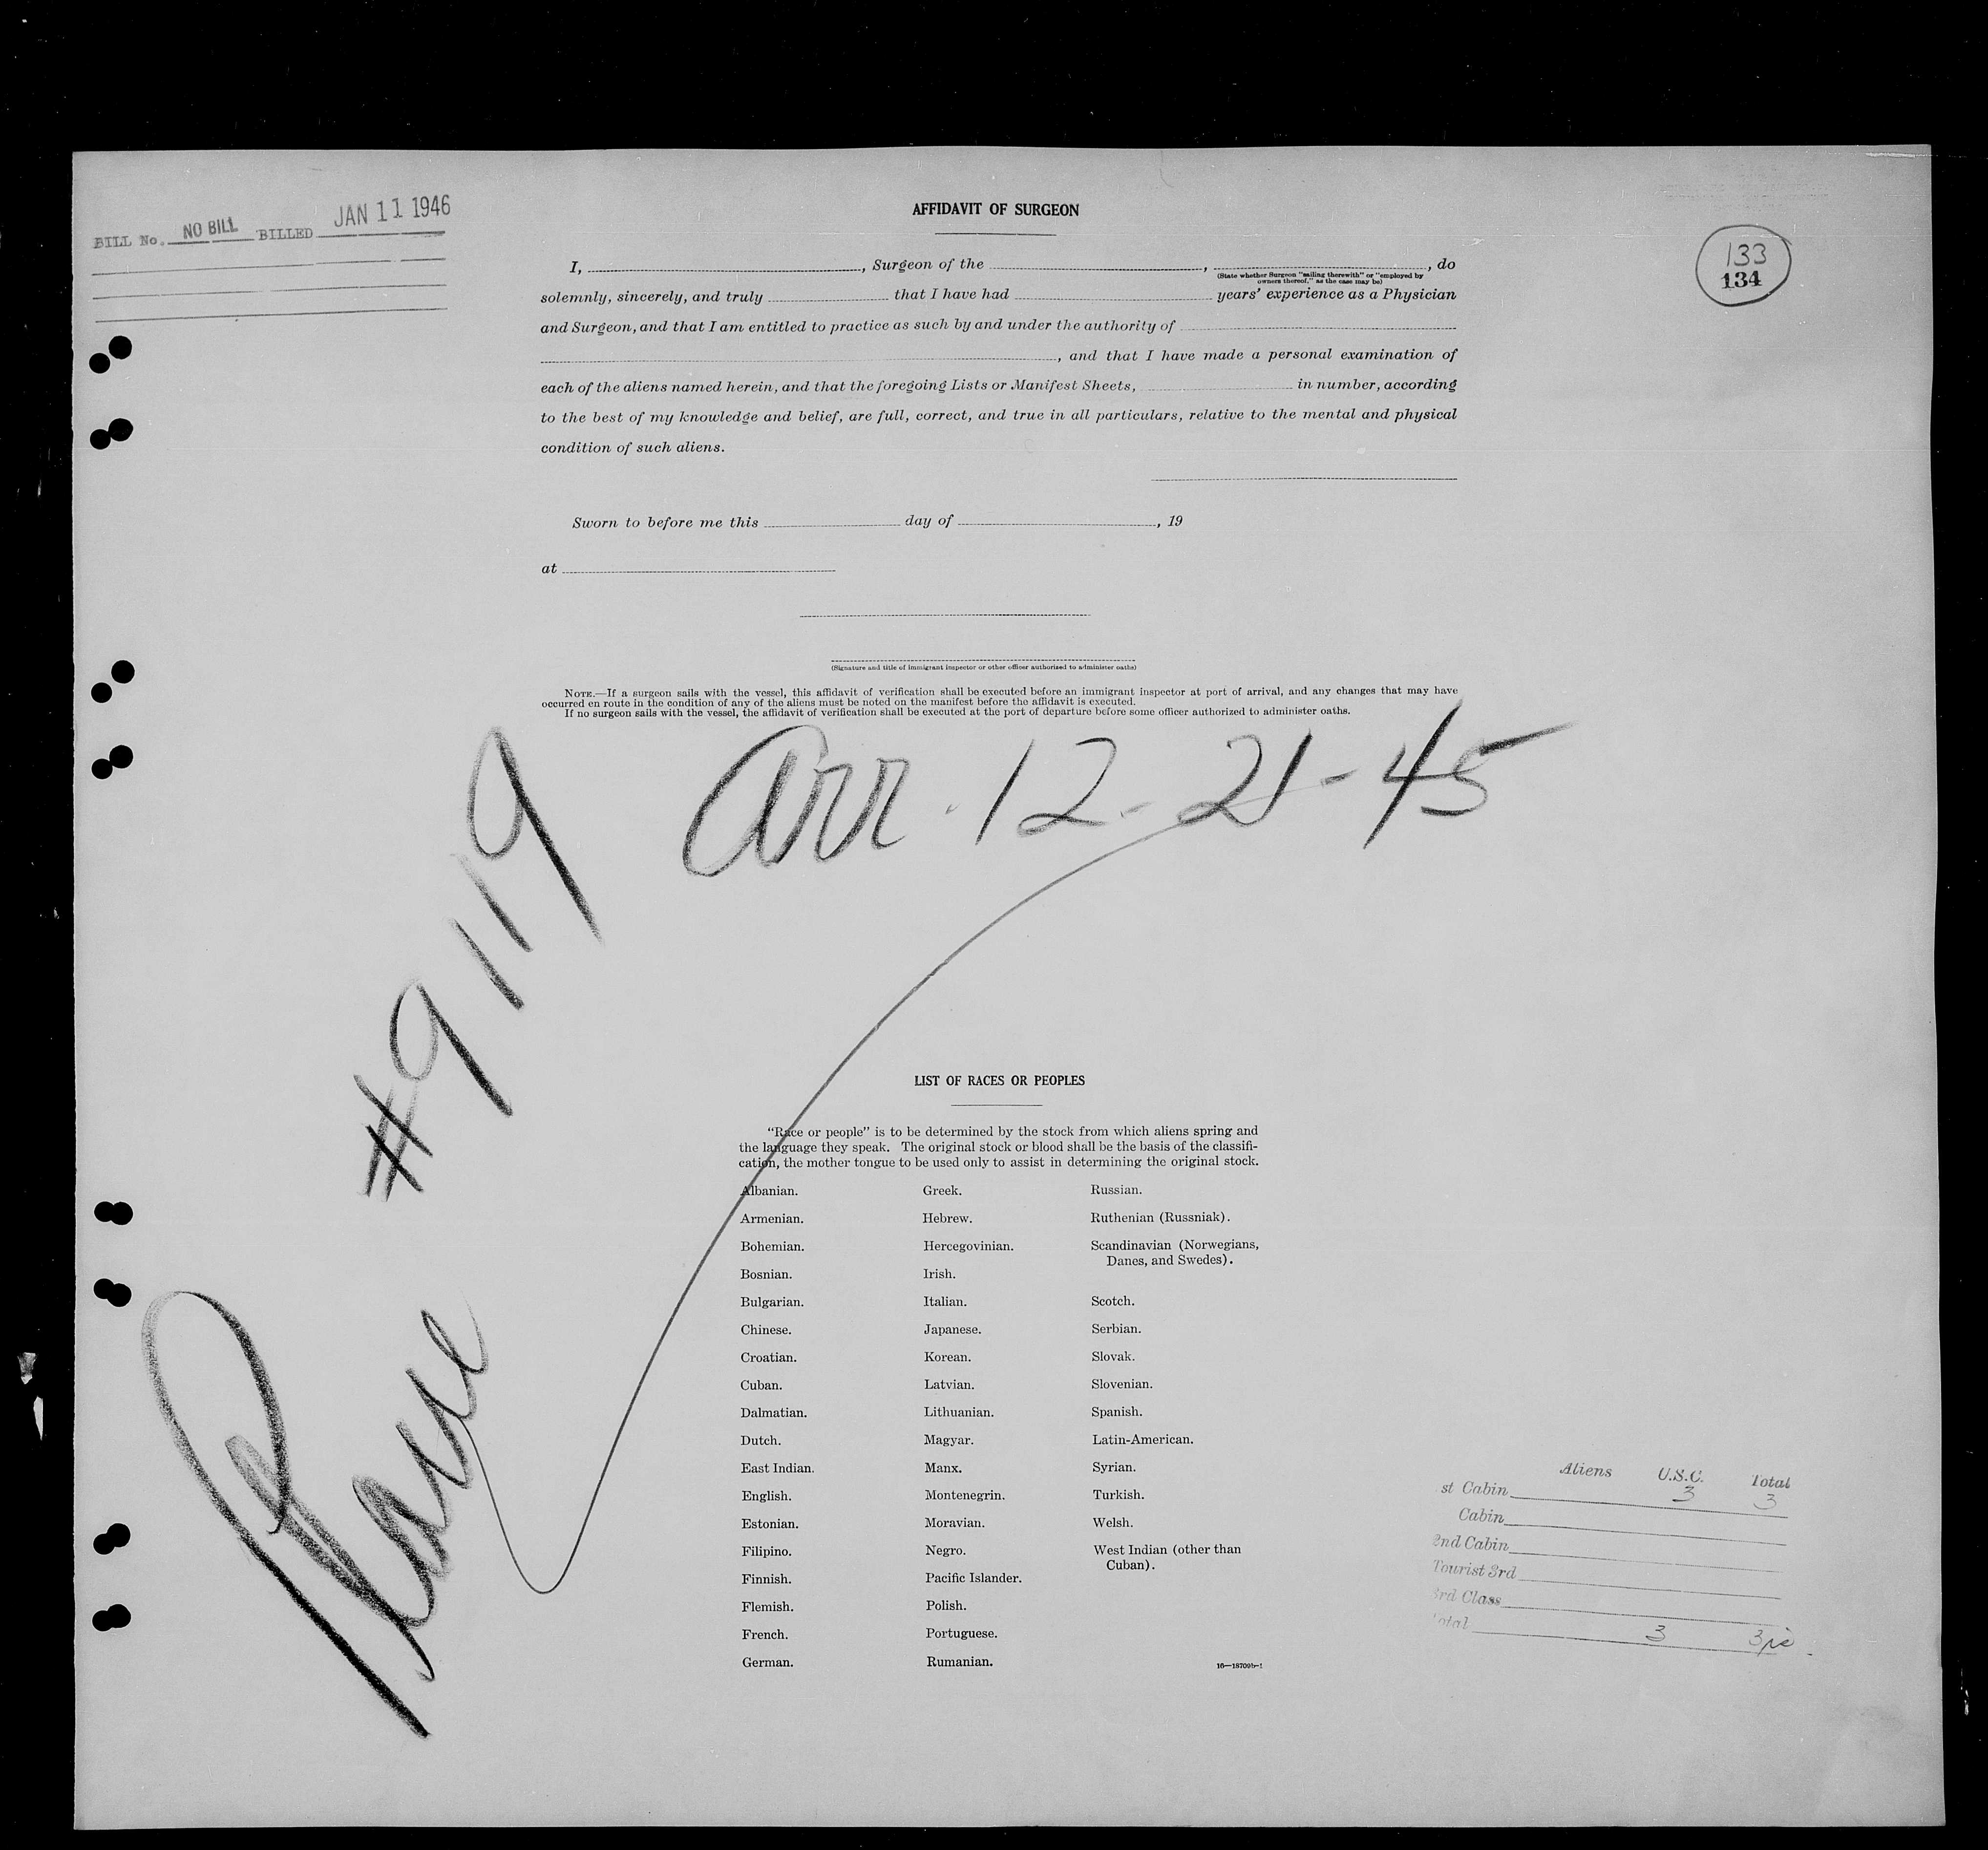 BILL No. NO BILL BILLED JAN 11 1946
AFFIDAVIT OF SURGEON
133
134
I, , Surgeon of the , , do
(State whether Surgeon "sailing therewith" or "employed by
owners thereof," as the case may be)
solemnly, sincerely, and truly that I have had years' experience as a Physician
and Surgeon, and that I am entitled to practice as such by and under the authority of
, and that I have made a personal examination of
each of the aliens named herein, and that the foregoing Lists or Manifest Sheets, in number, according
to the best of my knowledge and belief, are full, correct, and true in all particulars, relative to the mental and physical
condition of such aliens.
Sworn to before me this day of , 19
at
(Signature and title of immigrant inspector or other officer authorized to administer oaths)
NOTE.—If a surgeon sails with the vessel, this affidavit of verification shall be executed before an immigrant inspector at port of arrival, and any changes that may have
occurred en route in the condition of any of the aliens must be noted on the manifest before the affidavit is executed.
If no surgeon sails with the vessel, the affidavit of verification shall be executed at the port of departure before some officer authorized to administer oaths.
Arr. 12-21-45
Plane #9119
LIST OF RACES OR PEOPLES
"Race or people" is to be determined by the stock from which aliens spring and
the language they speak. The original stock or blood shall be the basis of the classifi-
cation, the mother tongue to be used only to assist in determining the original stock.
Albanian. Greek. Russian.
Armenian. Hebrew. Ruthenian (Russniak).
Bohemian. Hercegovinian. Scandinavian (Norwegians,
Danes, and Swedes).
Bosnian. Irish.
Bulgarian. Italian. Scotch.
Chinese. Japanese. Serbian.
Croatian. Korean. Slovak.
Cuban. Latvian. Slovenian.
Dalmatian. Lithuanian. Spanish.
Dutch. Magyar. Latin-American.
East Indian. Manx. Syrian.
English. Montenegrin. Turkish.
Estonian. Moravian. Welsh.
Filipino. Negro. West Indian (other than
Cuban).
Finnish. Pacific Islander.
Flemish. Polish.
French. Portuguese.
German. Rumanian.
16—18709b-1
Aliens U.S.C. Total
st Cabin 3 3
Cabin
2nd Cabin
Tourist 3rd
3rd Class
Total 3 3